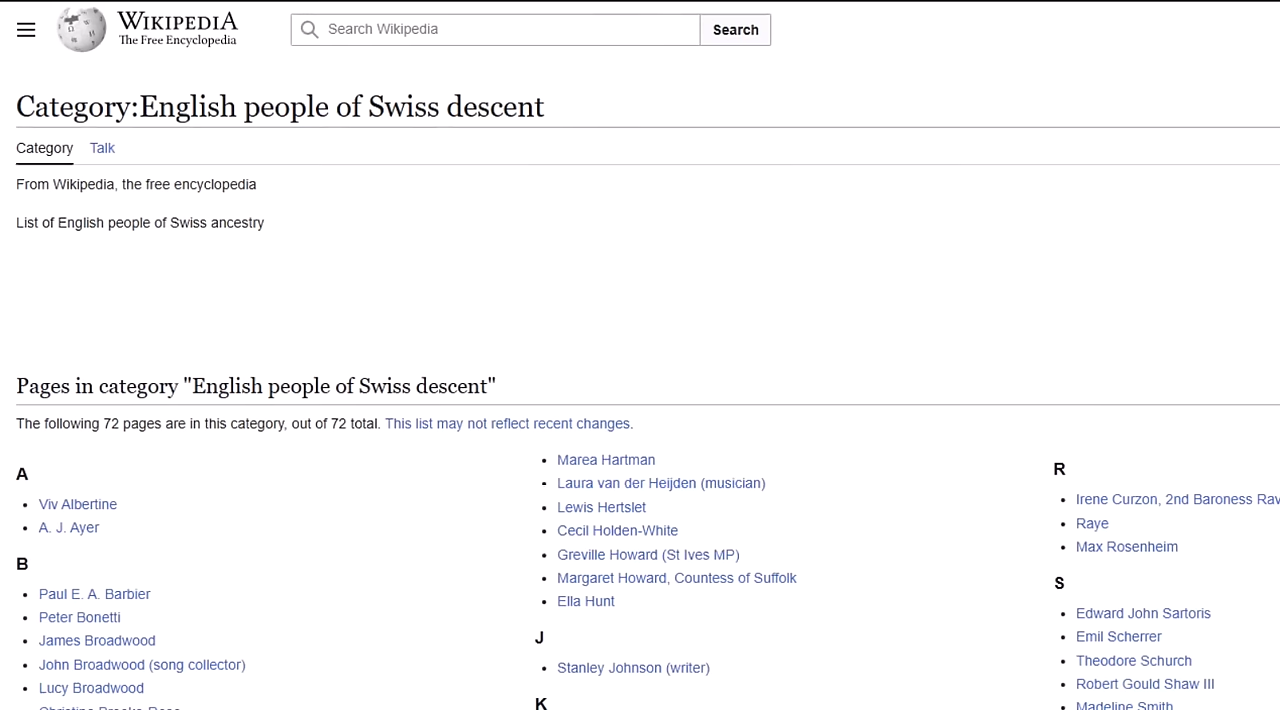 WIKIPEDIA
The Free Encyclopedia
Search Wikipedia
Search
Category:English people of Swiss descent
Category Talk
From Wikipedia, the free encyclopedia
List of English people of Swiss ancestry
Pages in category "English people of Swiss descent"
The following 72 pages are in this category, out of 72 total. This list may not reflect recent changes.
A
Viv Albertine
A. J. Ayer
B
Paul E. A. Barbier
Peter Bonetti
James Broadwood
John Broadwood (song collector)
Lucy Broadwood
Marea Hartman
Laura van der Heijden (musician)
Lewis Hertslet
Cecil Holden-White
Greville Howard (St Ives MP)
Margaret Howard, Countess of Suffolk
Ella Hunt
J
Stanley Johnson (writer)
K
R
Irene Curzon, 2nd Baroness Rav
Raye
Max Rosenheim
S
Edward John Sartoris
Emil Scherrer
Theodore Schurch
Robert Gould Shaw III
Madeline Smith